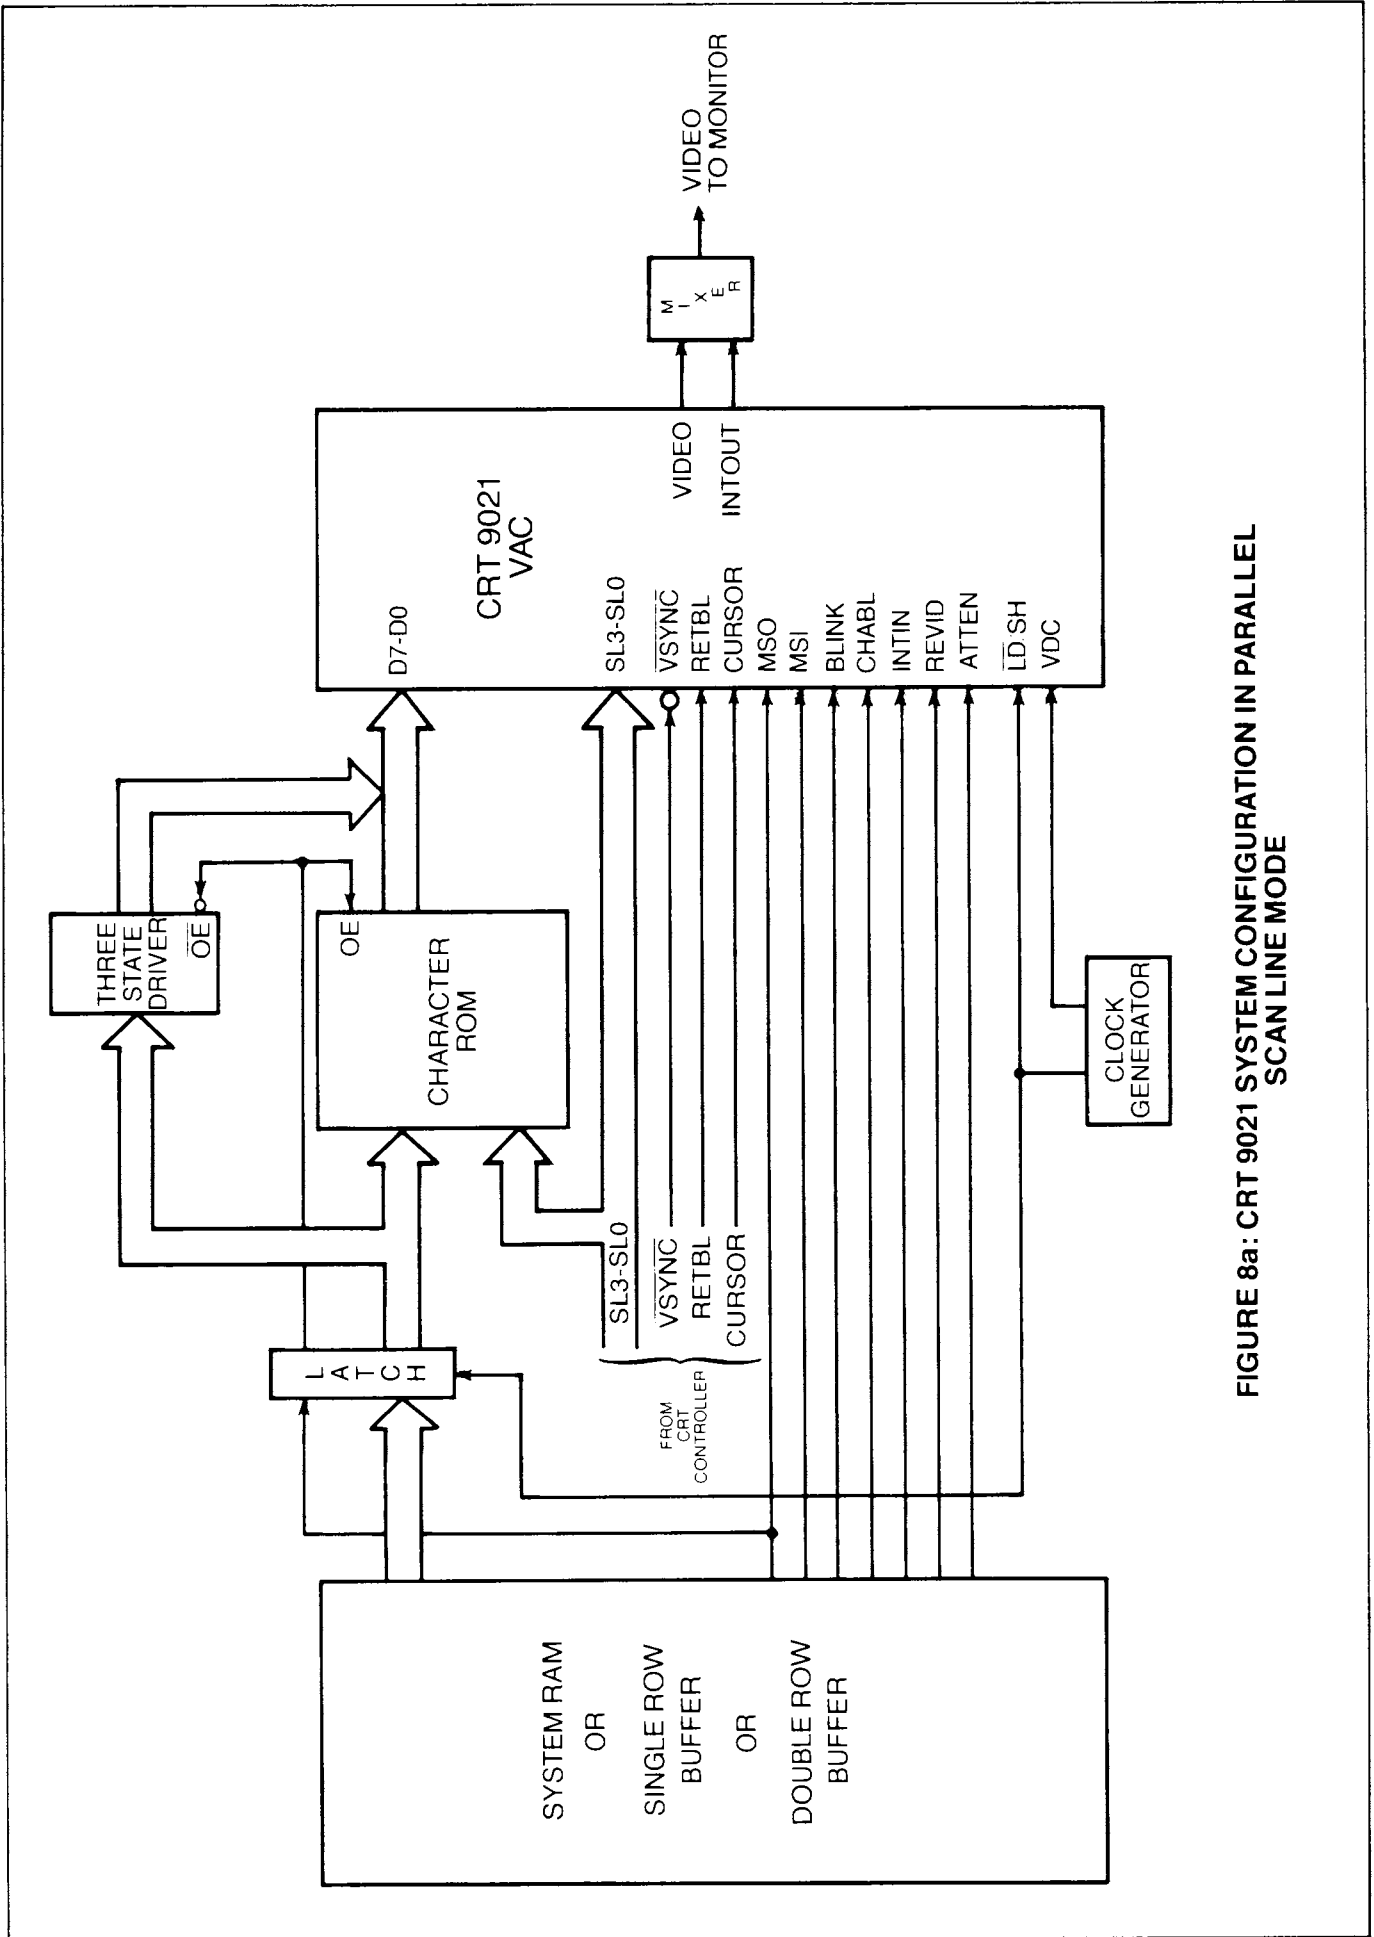 SYSTEM RAM
OR
SINGLE ROW
BUFFER
OR
DOUBLE ROW
BUFFER
L
A
T
C
H
FROM
CRT
CONTROLLER
SL3-SL0
VSYNC
RETBL
CURSOR
THREE
STATE
DRIVER
OE
CHARACTER
ROM
OE
CLOCK
GENERATOR
CRT 9021
VAC
D7-D0
SL3-SL0
VSYNC
RETBL
CURSOR
MSO
MSI
BLINK
CHABL
INTIN
REVID
ATTEN
LD/SH
VDC
VIDEO
INTOUT
M
I
X
E
R
VIDEO
TO MONITOR
FIGURE 8a: CRT 9021 SYSTEM CONFIGURATION IN PARALLEL
SCAN LINE MODE